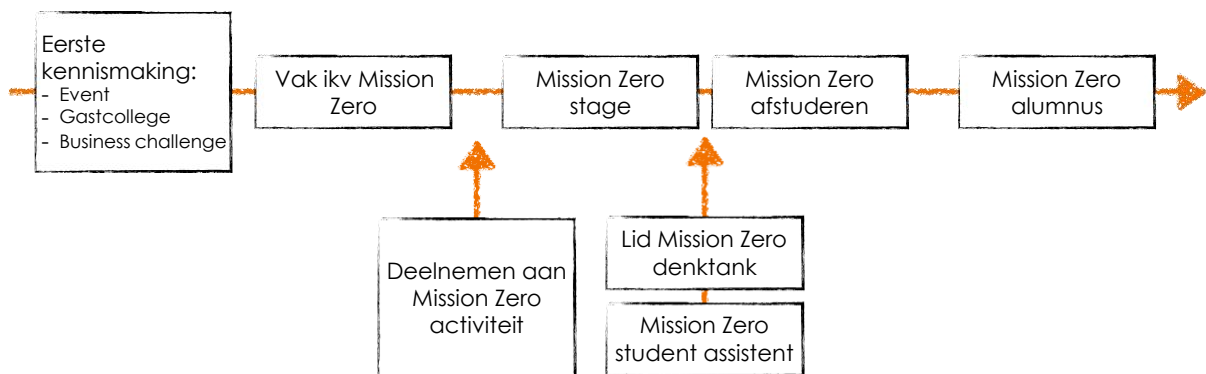 Eerste
kennismaking:
- Event
- Gastcollege
- Business challenge
Vak ikv Mission
Zero
Mission Zero
stage
Mission Zero
afstuderen
Mission Zero
alumnus
Deelnemen aan
Mission Zero
activiteit
Lid Mission Zero
denktank
Mission Zero
student assistent